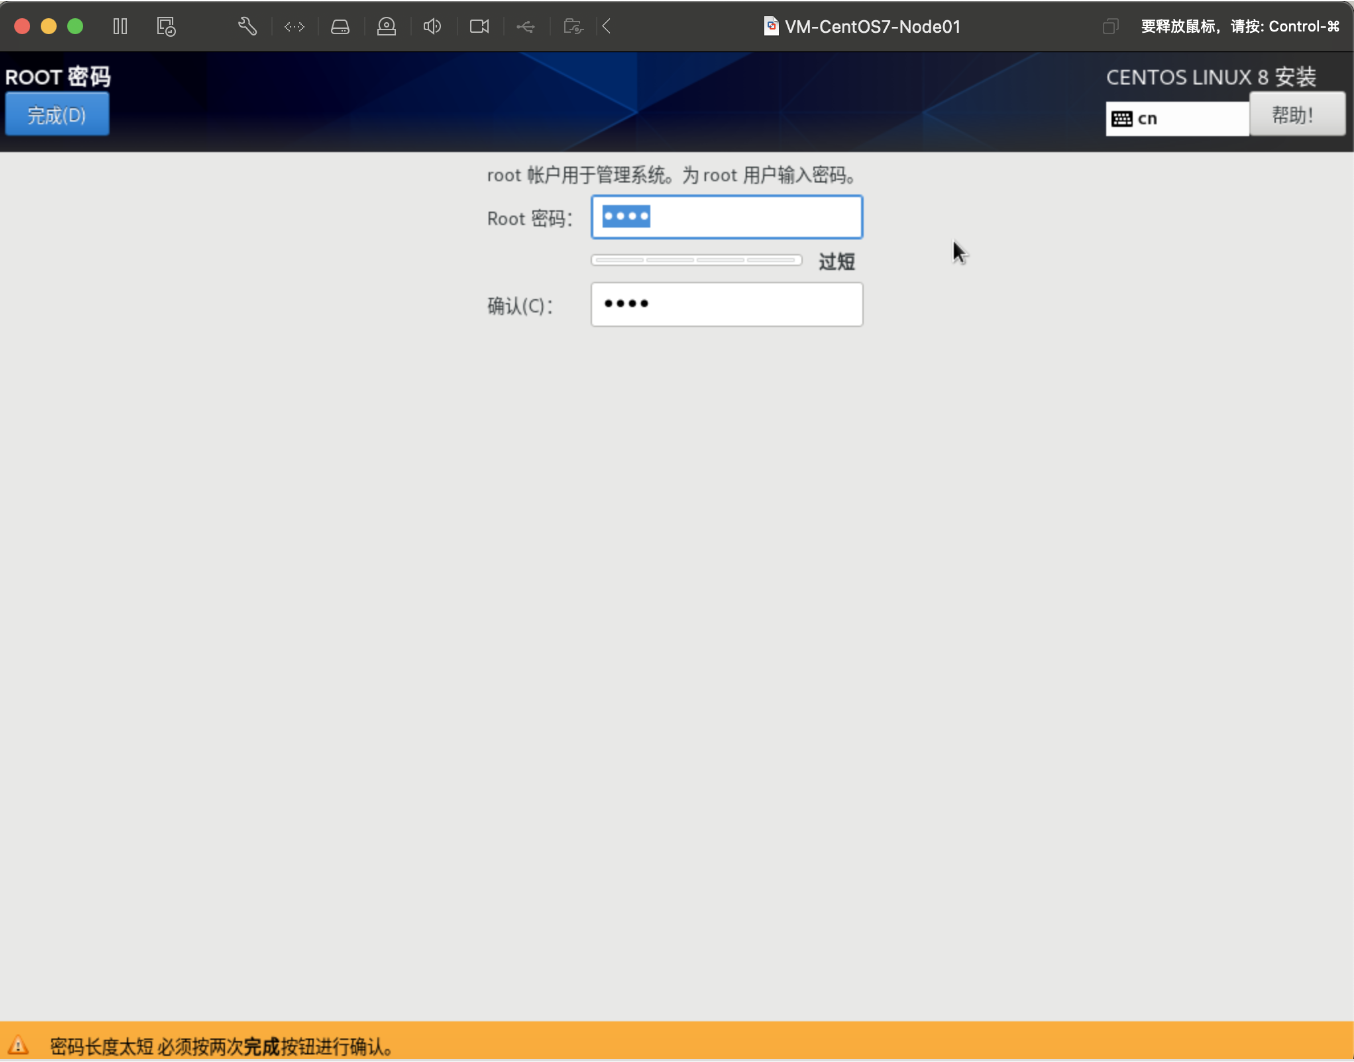 VM-CentOS7-Node01
要释放鼠标，请按: Control-⌘
ROOT 密码
CENTOS LINUX 8 安装
完成(D)
cn
帮助！
root 帐户用于管理系统。为 root 用户输入密码。
Root 密码：
过短
确认(C)：
密码长度太短 必须按两次完成按钮进行确认。